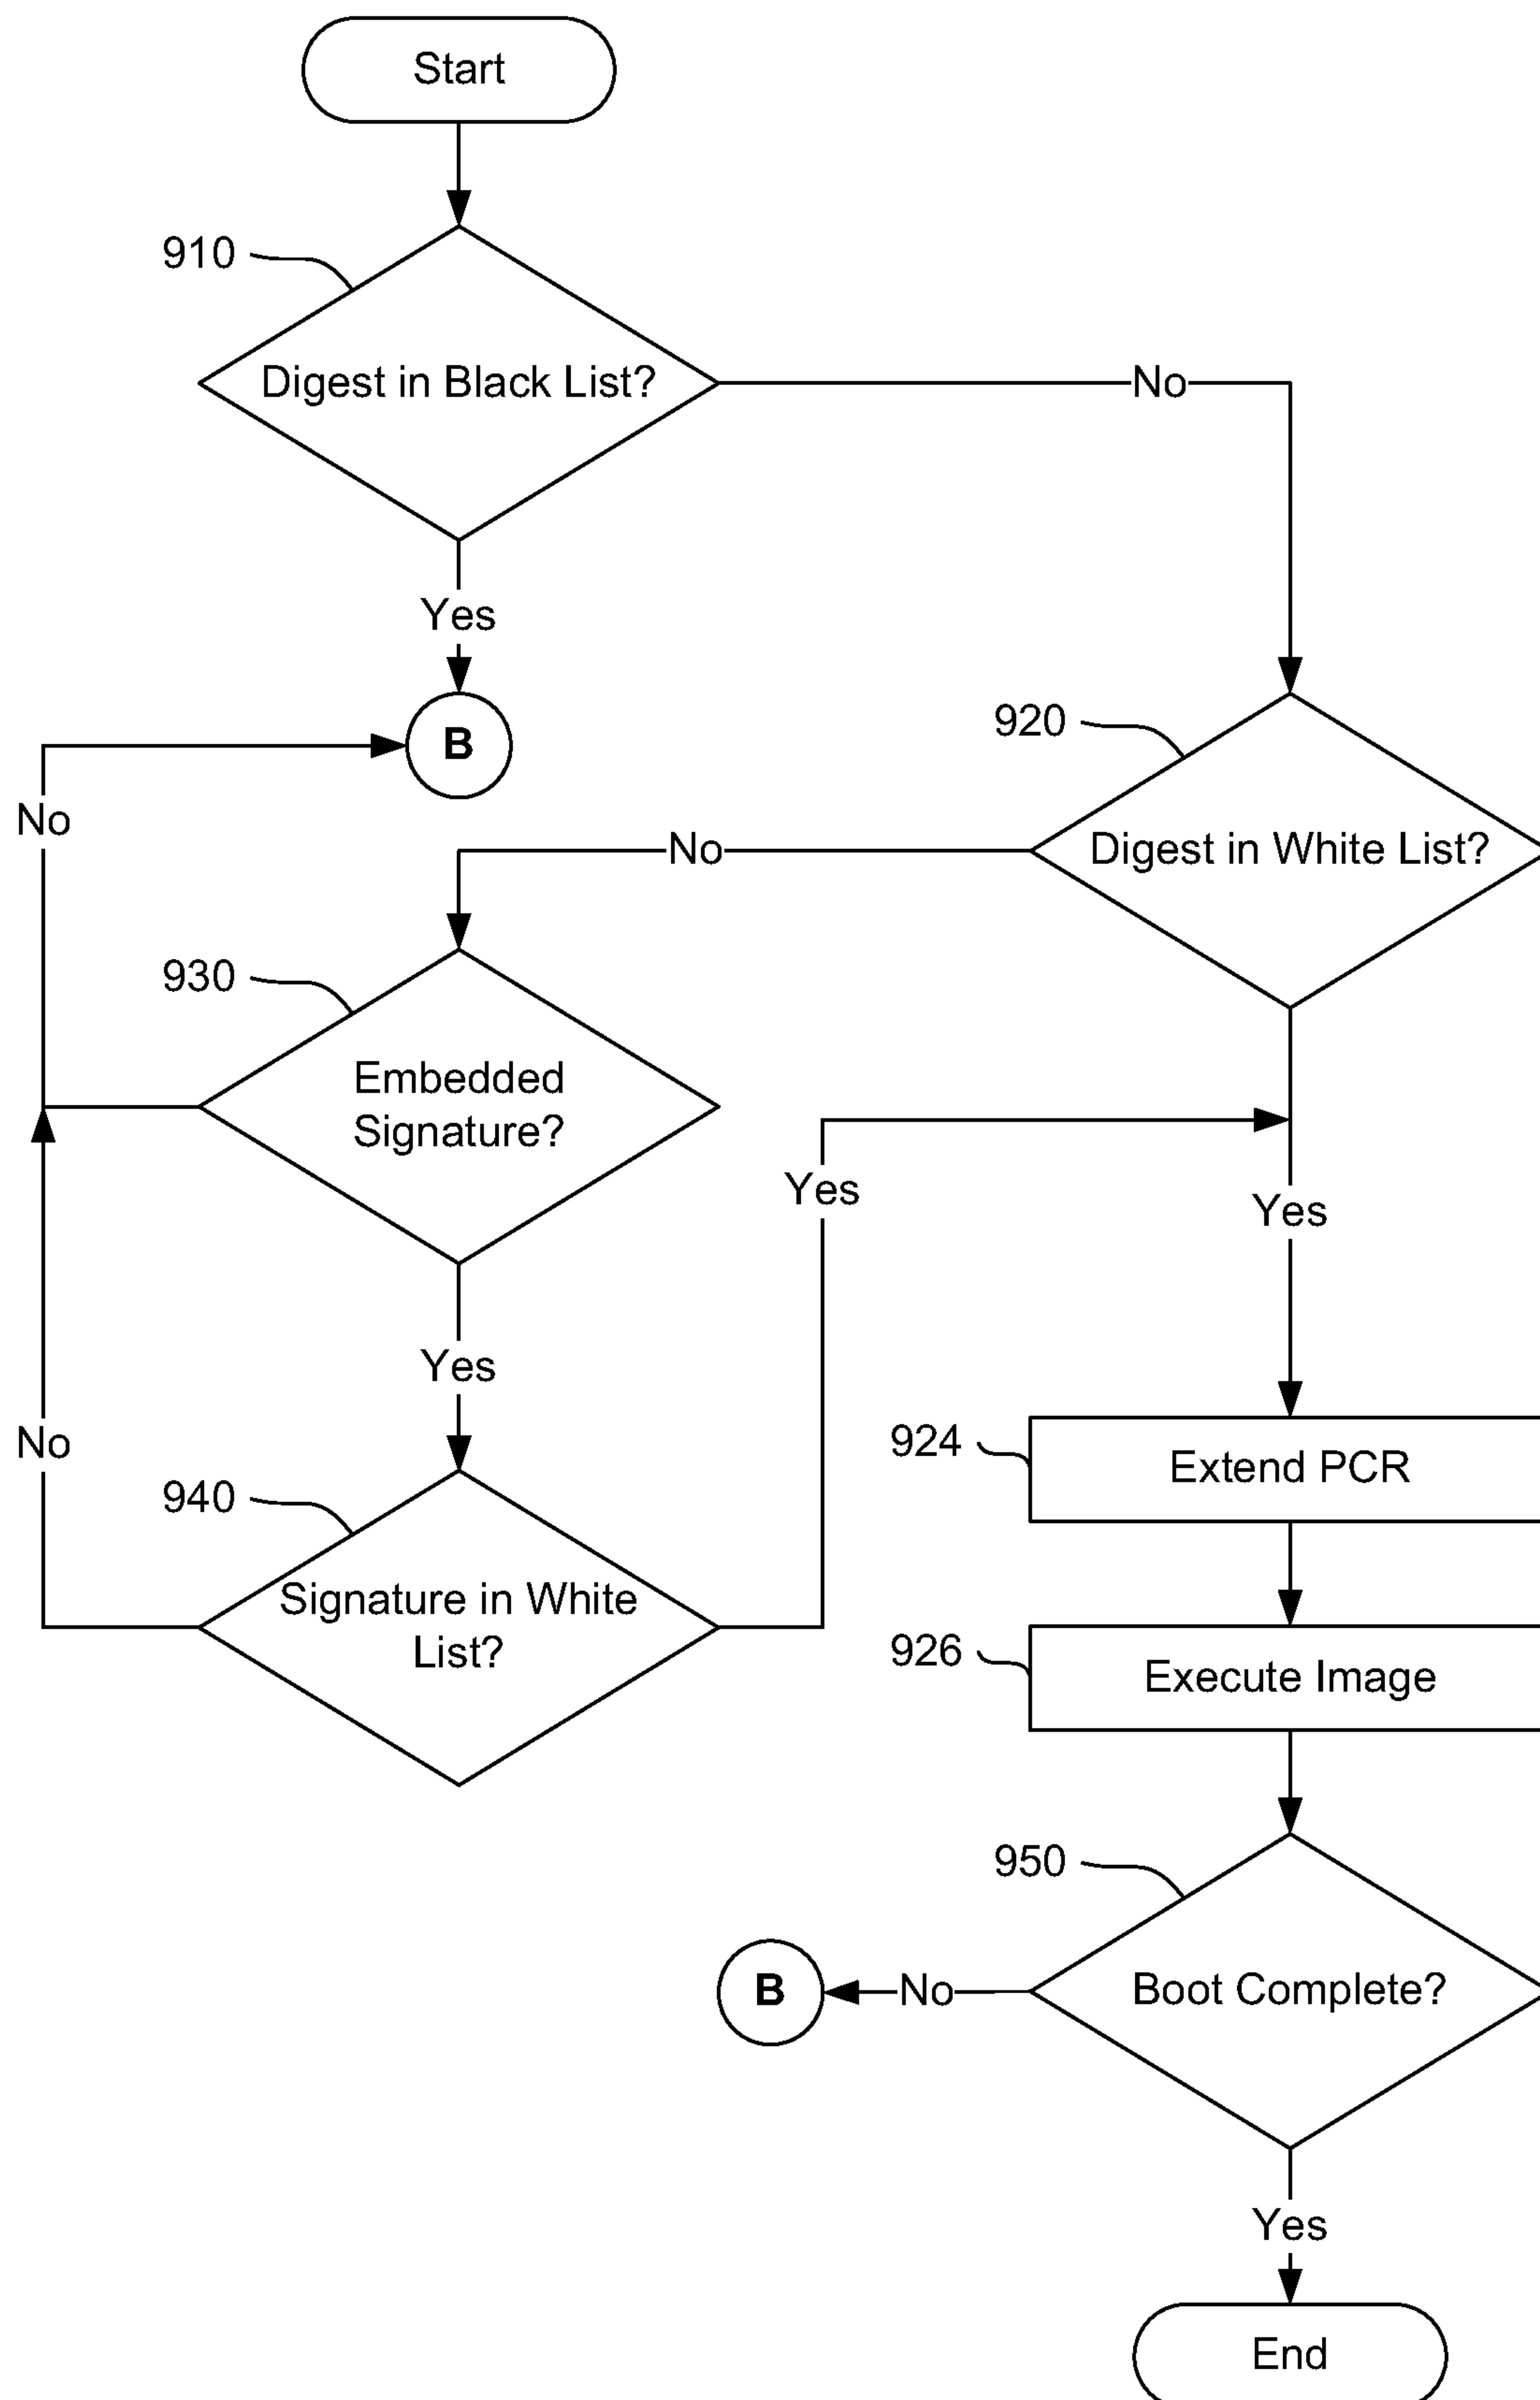 Start
910
Digest in Black List?
No
Yes
B
No
920
Digest in White List?
No
930
Embedded
Signature?
Yes
Yes
Yes
No
924
Extend PCR
940
Signature in White
List?
926
Execute Image
950
Boot Complete?
No
B
Yes
End